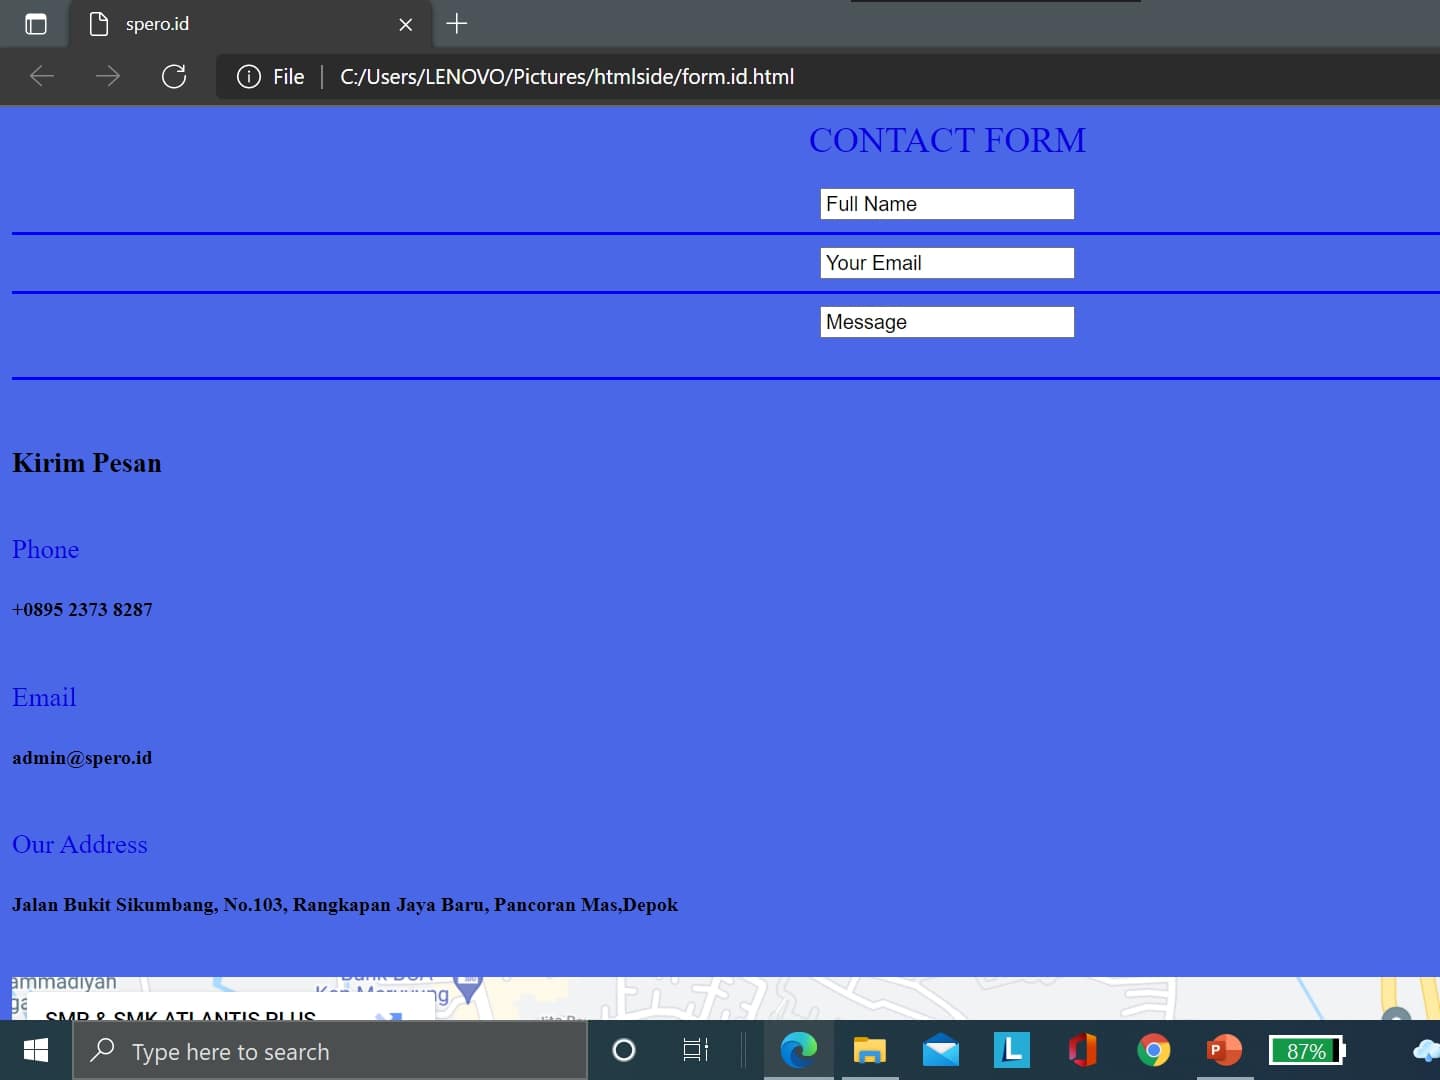 spero.id
File
C:/Users/LENOVO/Pictures/htmlside/form.id.html
CONTACT FORM
Full Name
Your Email
Message
Kirim Pesan
Phone
+0895 2373 8287
Email
admin@spero.id
Our Address
Jalan Bukit Sikumbang, No.103, Rangkapan Jaya Baru, Pancoran Mas,Depok
SMP & SMK ATLANTIS PLUS
Type here to search
L
P
87%